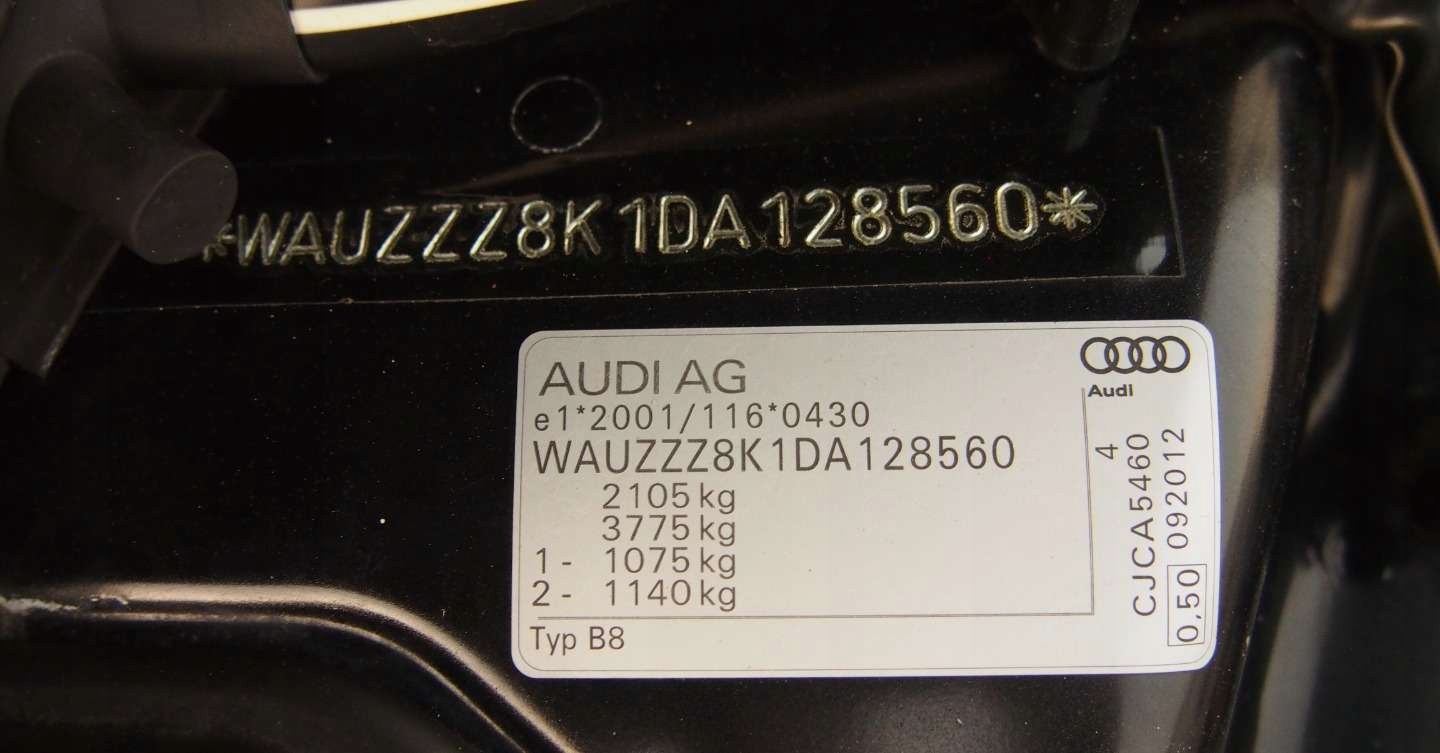 *WAUZZZ8K1DA128560*
AUDI AG
e1*2001/116*0430
WAUZZZ8K1DA128560
2105 kg
3775 kg
1 - 1075 kg
2 - 1140 kg
Typ B8
Audi
4
CJCA5460
0,50 092012